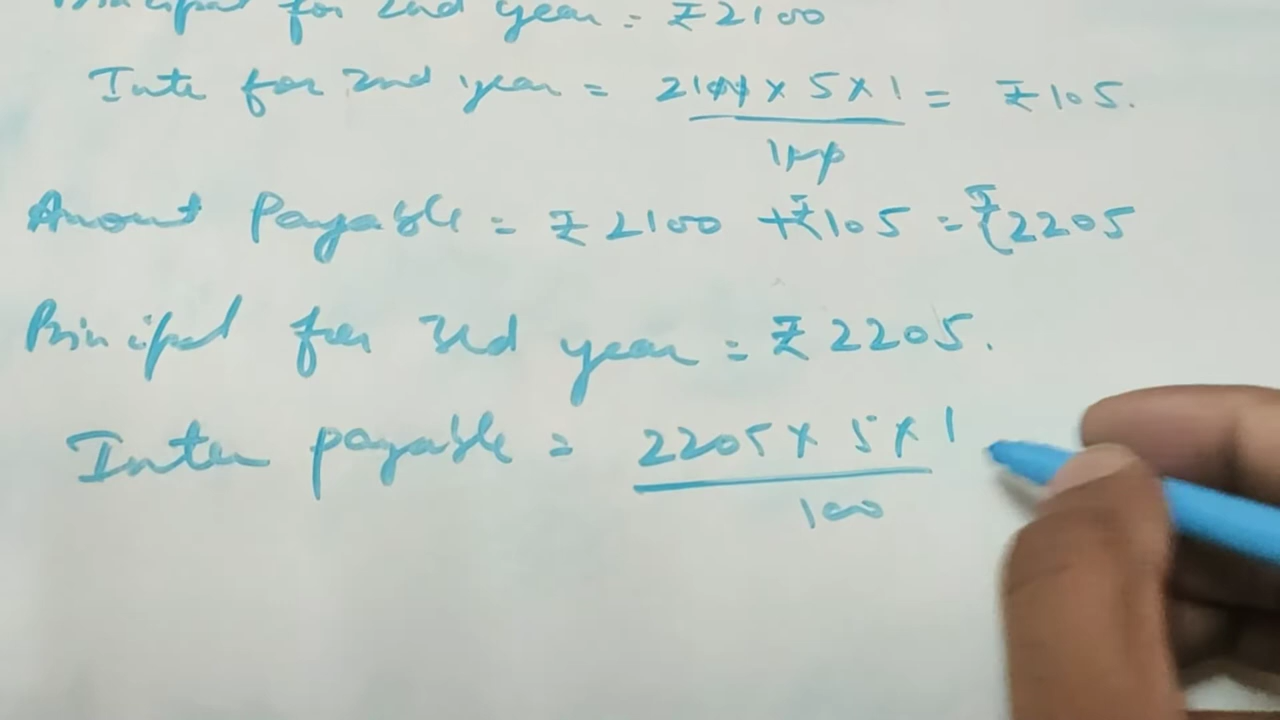 Principal for 2nd year = ₹2100
Inte for 2nd year = 2100 × 5 × 1 = ₹105.
100
Amount Payable = ₹2100 + ₹105 = ₹2205
Principal for 3rd year = ₹2205.
Inter payable = 2205 × 5 × 1
100